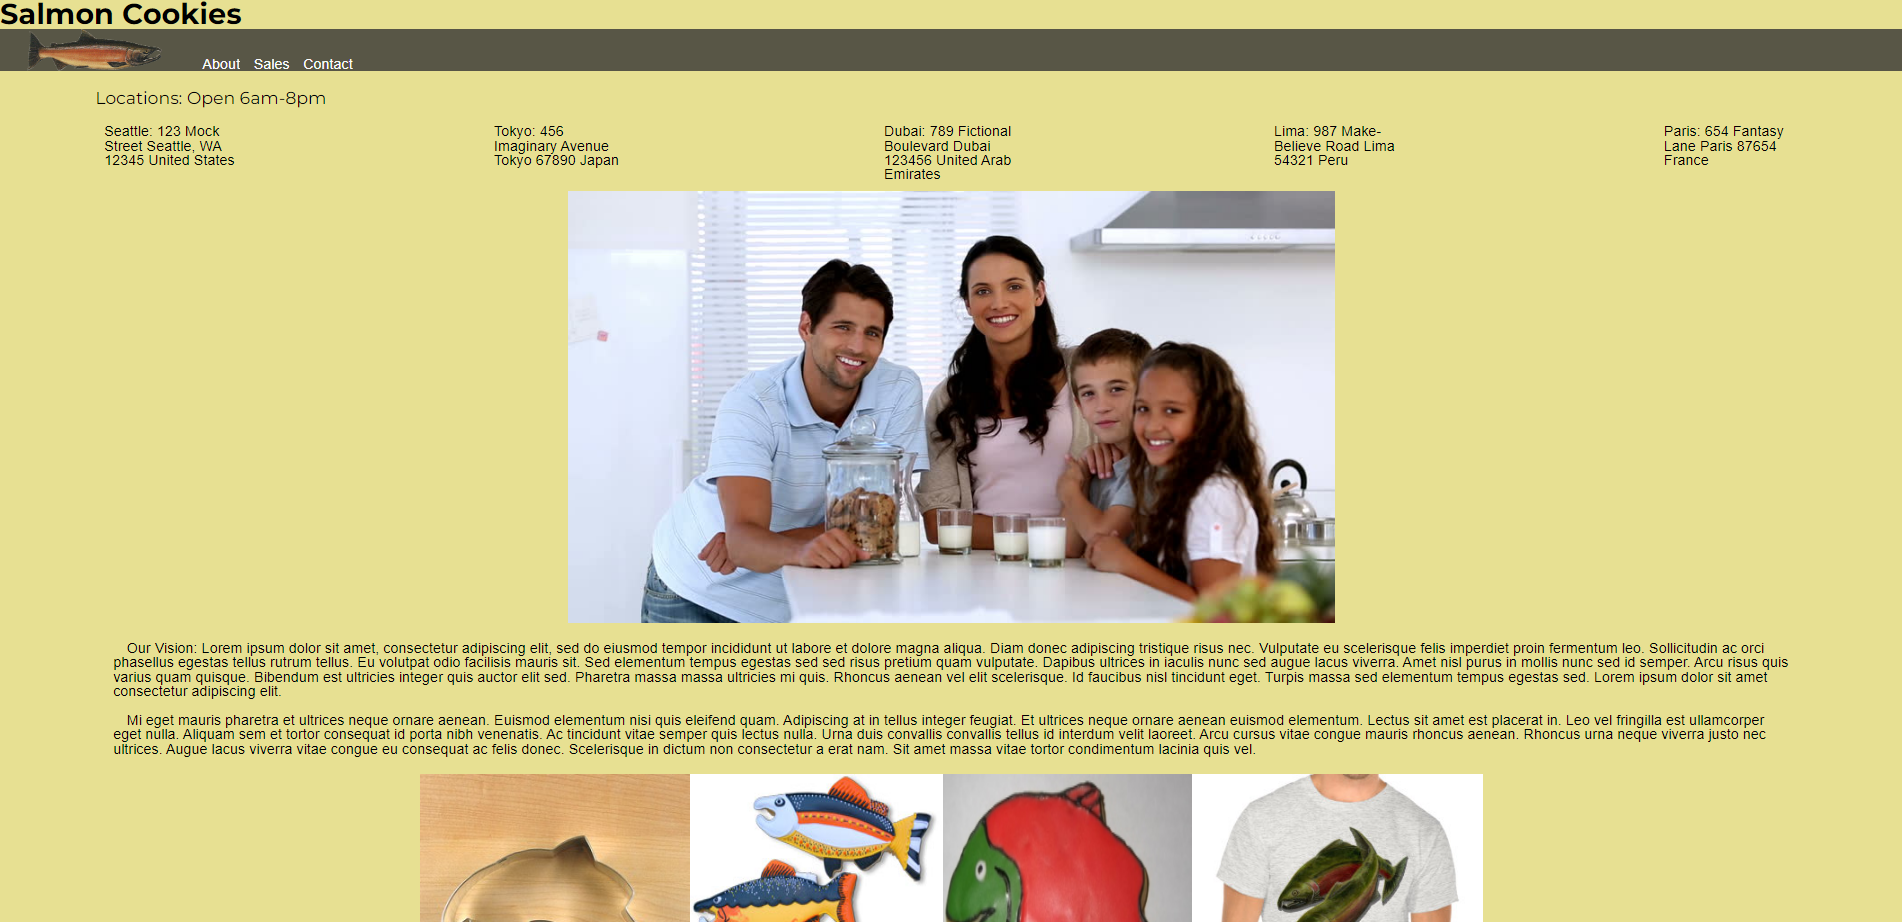 Salmon Cookies
About Sales Contact
Locations: Open 6am-8pm
Seattle: 123 Mock
Street Seattle, WA
12345 United States
Tokyo: 456
Imaginary Avenue
Tokyo 67890 Japan
Dubai: 789 Fictional
Boulevard Dubai
123456 United Arab
Emirates
Lima: 987 Make-
Believe Road Lima
54321 Peru
Paris: 654 Fantasy
Lane Paris 87654
France
Our Vision: Lorem ipsum dolor sit amet, consectetur adipiscing elit, sed do eiusmod tempor incididunt ut labore et dolore magna aliqua. Diam donec adipiscing tristique risus nec. Vulputate eu scelerisque felis imperdiet proin fermentum leo. Sollicitudin ac orci
phasellus egestas tellus rutrum tellus. Eu volutpat odio facilisis mauris sit. Sed elementum tempus egestas sed sed risus pretium quam vulputate. Dapibus ultrices in iaculis nunc sed augue lacus viverra. Amet nisl purus in mollis nunc sed id semper. Arcu risus quis
varius quam quisque. Bibendum est ultricies integer quis auctor elit sed. Pharetra massa massa ultricies mi quis. Rhoncus aenean vel elit scelerisque. Id faucibus nisl tincidunt eget. Turpis massa sed elementum tempus egestas sed. Lorem ipsum dolor sit amet
consectetur adipiscing elit.
Mi eget mauris pharetra et ultrices neque ornare aenean. Euismod elementum nisi quis eleifend quam. Adipiscing at in tellus integer feugiat. Et ultrices neque ornare aenean euismod elementum. Lectus sit amet est placerat in. Leo vel fringilla est ullamcorper
eget nulla. Aliquam sem et tortor consequat id porta nibh venenatis. Ac tincidunt vitae semper quis lectus nulla. Urna duis convallis convallis tellus id interdum velit laoreet. Arcu cursus vitae congue mauris rhoncus aenean. Rhoncus urna neque viverra justo nec
ultrices. Augue lacus viverra vitae congue eu consequat ac felis donec. Scelerisque in dictum non consectetur a erat nam. Sit amet massa vitae tortor condimentum lacinia quis vel.